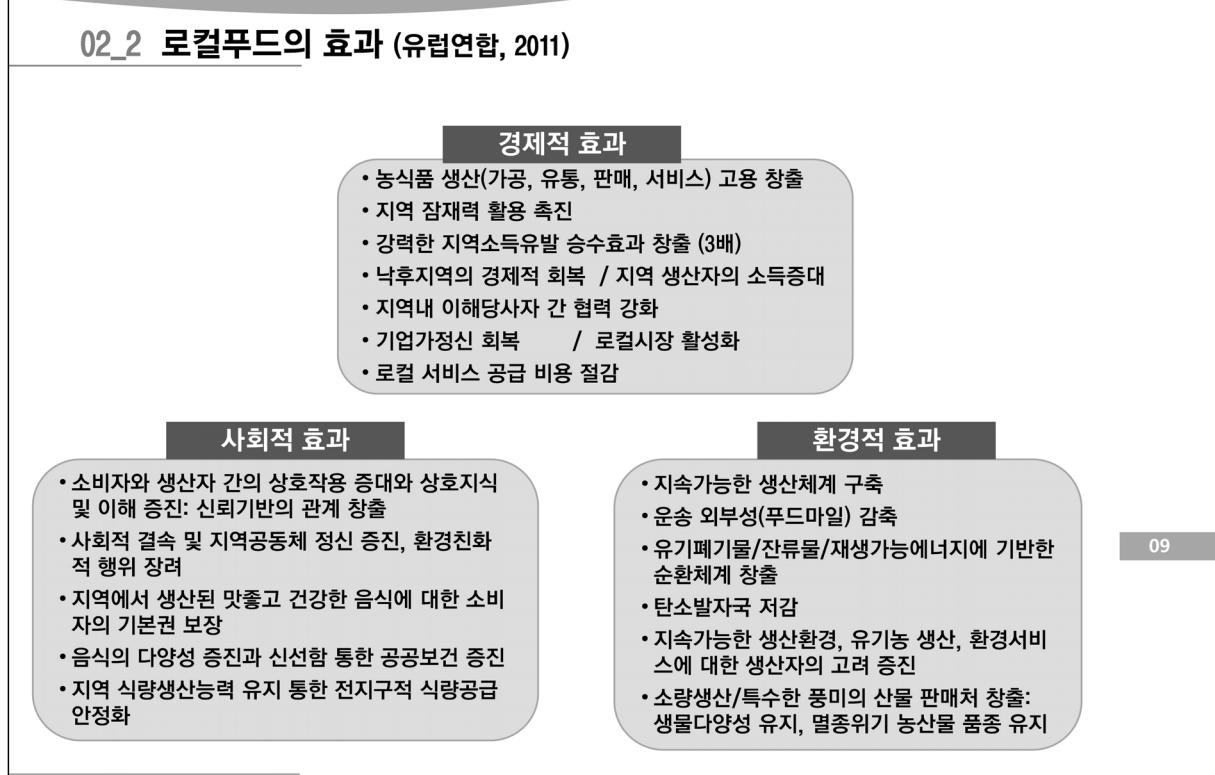 02_2 로컬푸드의 효과 (유럽연합, 2011)
경제적 효과
• 농식품 생산(가공, 유통, 판매, 서비스) 고용 창출
• 지역 잠재력 활용 촉진
• 강력한 지역소득유발 승수효과 창출 (3배)
• 낙후지역의 경제적 회복 / 지역 생산자의 소득증대
• 지역내 이해당사자 간 협력 강화
• 기업가정신 회복 / 로컬시장 활성화
• 로컬 서비스 공급 비용 절감
사회적 효과
• 소비자와 생산자 간의 상호작용 증대와 상호지식
및 이해 증진: 신뢰기반의 관계 창출
• 사회적 결속 및 지역공동체 정신 증진, 환경친화
적 행위 장려
• 지역에서 생산된 맛좋고 건강한 음식에 대한 소비
자의 기본권 보장
• 음식의 다양성 증진과 신선함 통한 공공보건 증진
• 지역 식량생산능력 유지 통한 전지구적 식량공급
안정화
환경적 효과
• 지속가능한 생산체계 구축
• 운송 외부성(푸드마일) 감축
• 유기폐기물/잔류물/재생가능에너지에 기반한
순환체계 창출
• 탄소발자국 저감
• 지속가능한 생산환경, 유기농 생산, 환경서비
스에 대한 생산자의 고려 증진
• 소량생산/특수한 풍미의 산물 판매처 창출:
생물다양성 유지, 멸종위기 농산물 품종 유지
09